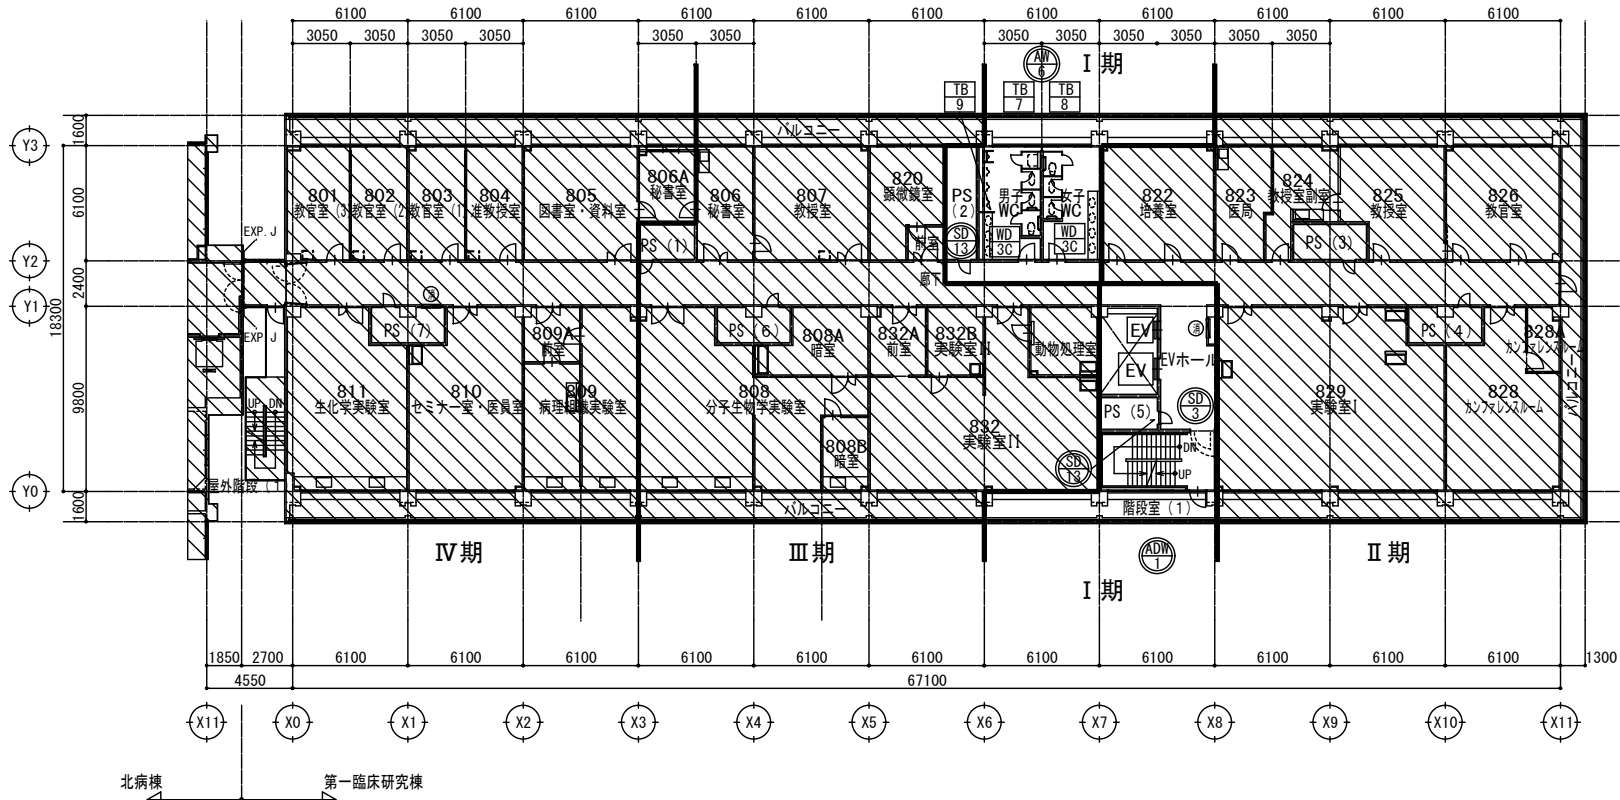 6100 6100 6100 6100 6100 6100 6100 6100 6100 6100 6100
3050 3050 3050 3050 3050 3050 3050 3050 3050 3050 3050 3050
AW
6
I期
TB
9
TB
7
TB
8
1600
6100
2400
9800
1600
18300
Y3
Y2
Y1
Y0
バルコニー
801
教官室(3)
802
教官室(2)
803
教官室(1)
804
准教授室
805
図書室・資料室
806A
秘書室
806
秘書室
PS(1)
807
教授室
820
顕微鏡室
前室
PS
(2)
SD
13
男子
WC
WD
3C
女子
WC
WD
3C
822
培養室
823
医局
824
教授室副室
PS(3)
825
教授室
826
教官室
EXP.J
廊下
消
EXP.J
PS(7)
809A
前室
PS(6)
808A
暗室
832A
前室
832B
実験室II
動物処理室
EV
EV
消
EVホール
PS(4)
828A
カンファレンスルーム
バルコニー
811
生化学実験室
810
セミナー室・医員室
809
病理組織実験室
808
分子生物学実験室
808B
暗室
832
実験室II
PS(5)
SD
3
829
実験室I
828
カンファレンスルーム
UP DN
DN
UP
SD
13
屋外階段
バルコニー
階段室(1)
IV期
III期
ADW
1
II期
I期
1850 2700 6100 6100 6100 6100 6100 6100 6100 6100 6100 6100 6100 1300
4550 67100
X11 X0 X1 X2 X3 X4 X5 X6 X7 X8 X9 X10 X11
北病棟 第一臨床研究棟